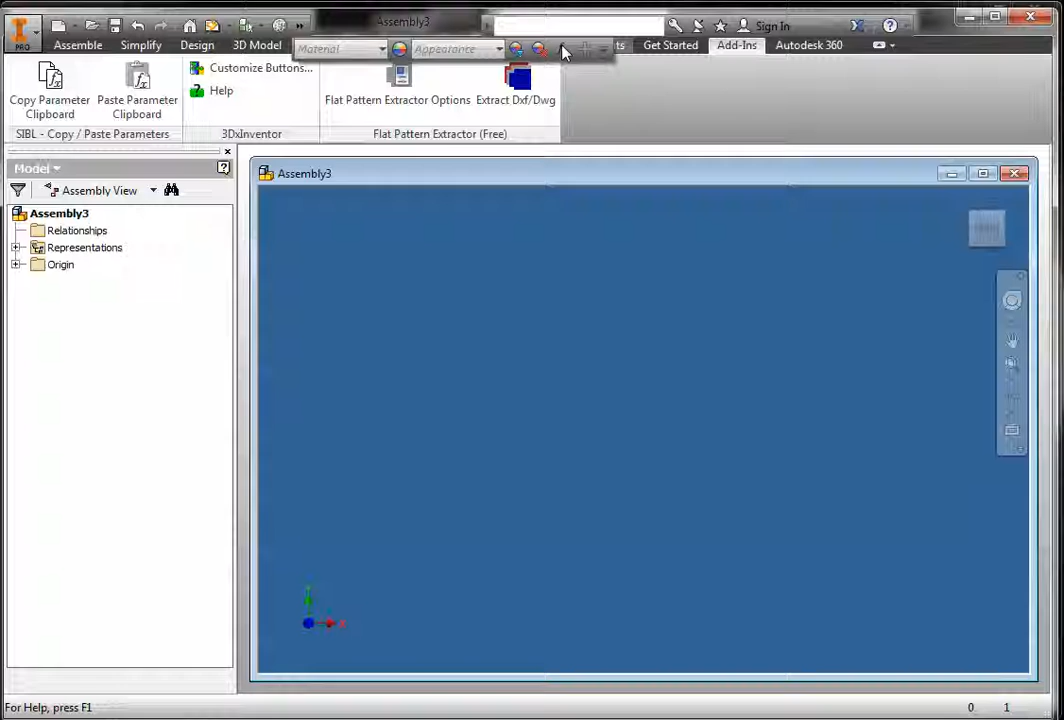 Assembly3
Sign In
PRO
Assemble
Simplify
Design
3D Model
Material
Appearance
ts
Get Started
Add-Ins
Autodesk 360
Copy Parameter
Clipboard
Paste Parameter
Clipboard
Customize Buttons...
Help
Flat Pattern Extractor Options
Extract Dxf/Dwg
SIBL - Copy / Paste Parameters
3DxInventor
Flat Pattern Extractor (Free)
Model
Assembly View
Assembly3
Relationships
Representations
Origin
Assembly3
For Help, press F1
0
1